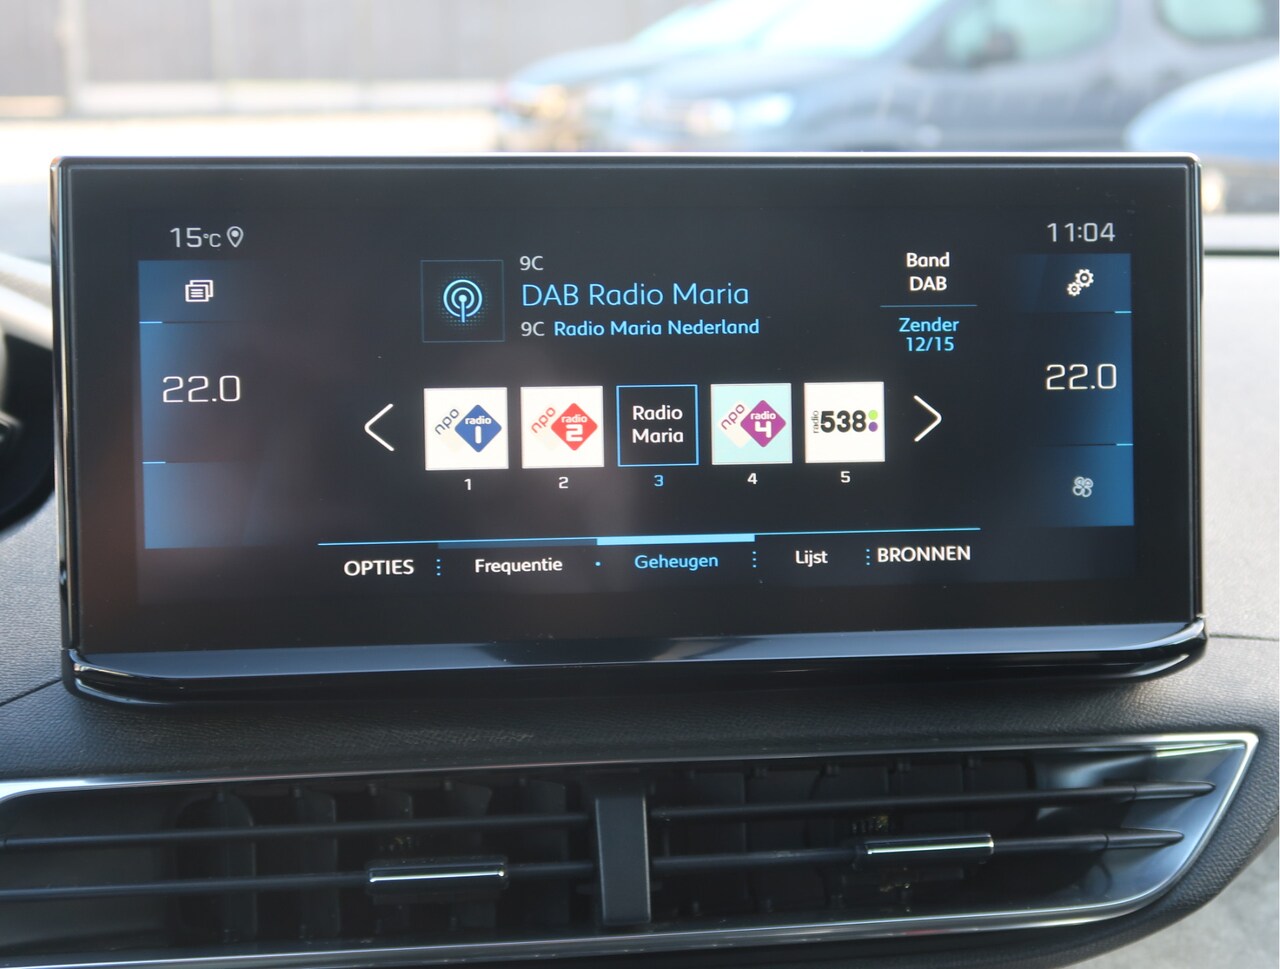 15°C
11:04
9C
DAB Radio Maria
9C Radio Maria Nederland
Band
DAB
Zender
12/15
22.0
22.0
npo radio 1
npo radio 2
Radio
Maria
npo radio 4
radio 538
1
2
3
4
5
OPTIES
Frequentie
Geheugen
Lijst
BRONNEN